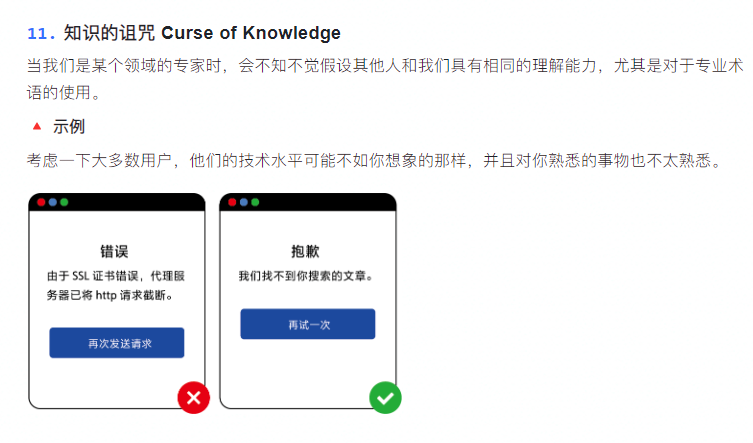 11. 知识的诅咒 Curse of Knowledge
当我们是某个领域的专家时，会不知不觉假设其他人和我们具有相同的理解能力，尤其是对于专业术
语的使用。
示例
考虑一下大多数用户，他们的技术水平可能不如你想象的那样，并且对你熟悉的事物也不太熟悉。
错误
由于 SSL 证书错误，代理服
务器已将 http 请求截断。
再次发送请求
抱歉
我们找不到你搜索的文章。
再试一次